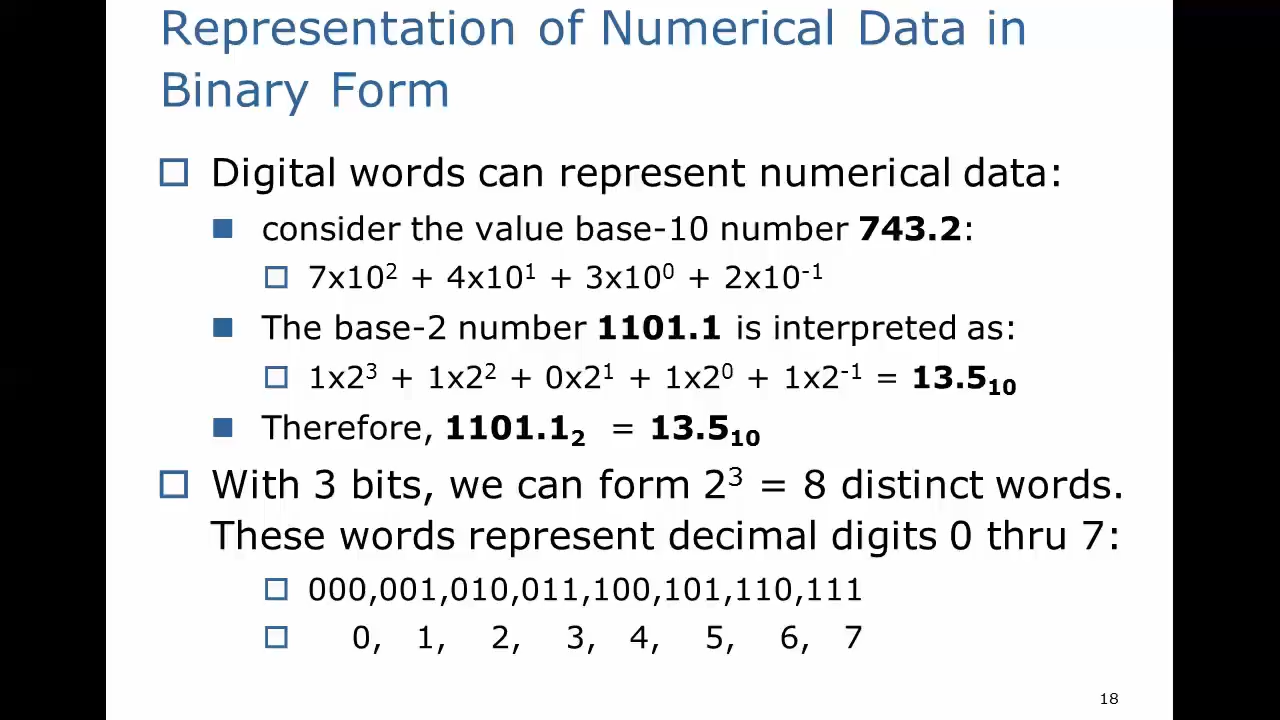 Representation of Numerical Data in
Binary Form
Digital words can represent numerical data:
consider the value base-10 number 743.2:
7x10² + 4x10¹ + 3x10⁰ + 2x10⁻¹
The base-2 number 1101.1 is interpreted as:
1x2³ + 1x2² + 0x2¹ + 1x2⁰ + 1x2⁻¹ = 13.5₁₀
Therefore, 1101.1₂ = 13.5₁₀
With 3 bits, we can form 2³ = 8 distinct words.
These words represent decimal digits 0 thru 7:
000,001,010,011,100,101,110,111
0, 1, 2, 3, 4, 5, 6, 7
18